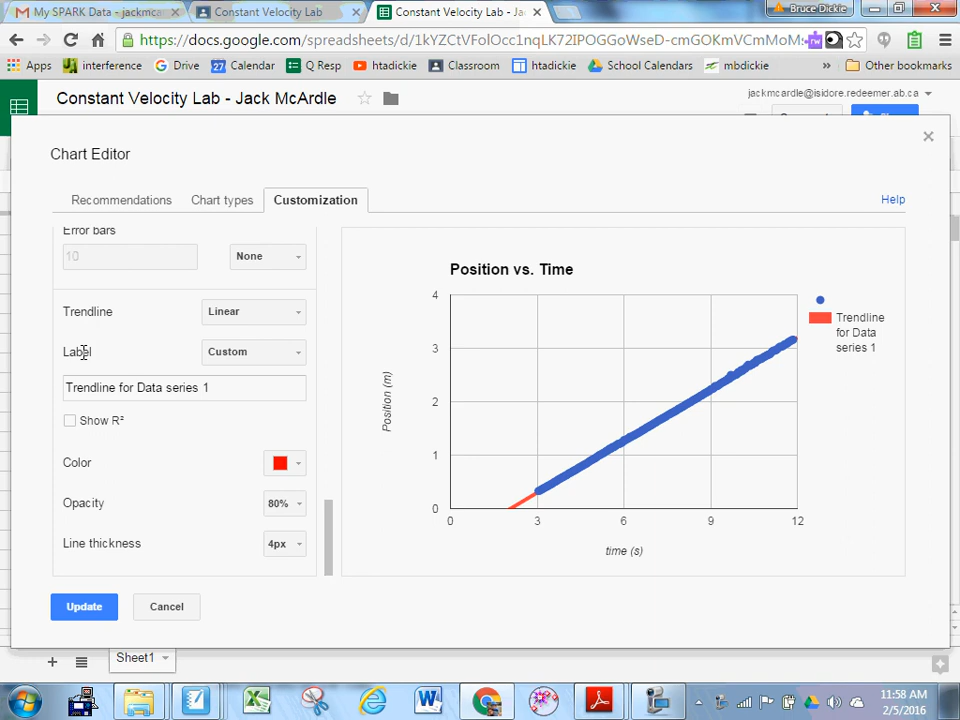 My SPARK Data - jackmca
Constant Velocity Lab
Constant Velocity Lab - Ja
Bruce Dickie
https://docs.google.com/spreadsheets/d/1kYZCtVFolOcc1nqLK72IPOGGoWseD-cmGOKmVCmMoM
Apps
interference
Drive
Calendar
Q Resp
htadickie
Classroom
htadickie
School Calendars
mbdickie
»
Other bookmarks
Constant Velocity Lab - Jack McArdle
jackmcardle@isidore.redeemer.ab.ca
Chart Editor
Recommendations
Chart types
Customization
Help
Error bars
10
None
Trendline
Linear
Label
Custom
Trendline for Data series 1
Show R²
Color
Opacity
80%
Line thickness
4px
Update
Cancel
Position vs. Time
4
3
2
1
0
Position (m)
0
3
6
9
12
time (s)
Trendline
for Data
series 1
Sheet1
11:58 AM
2/5/2016